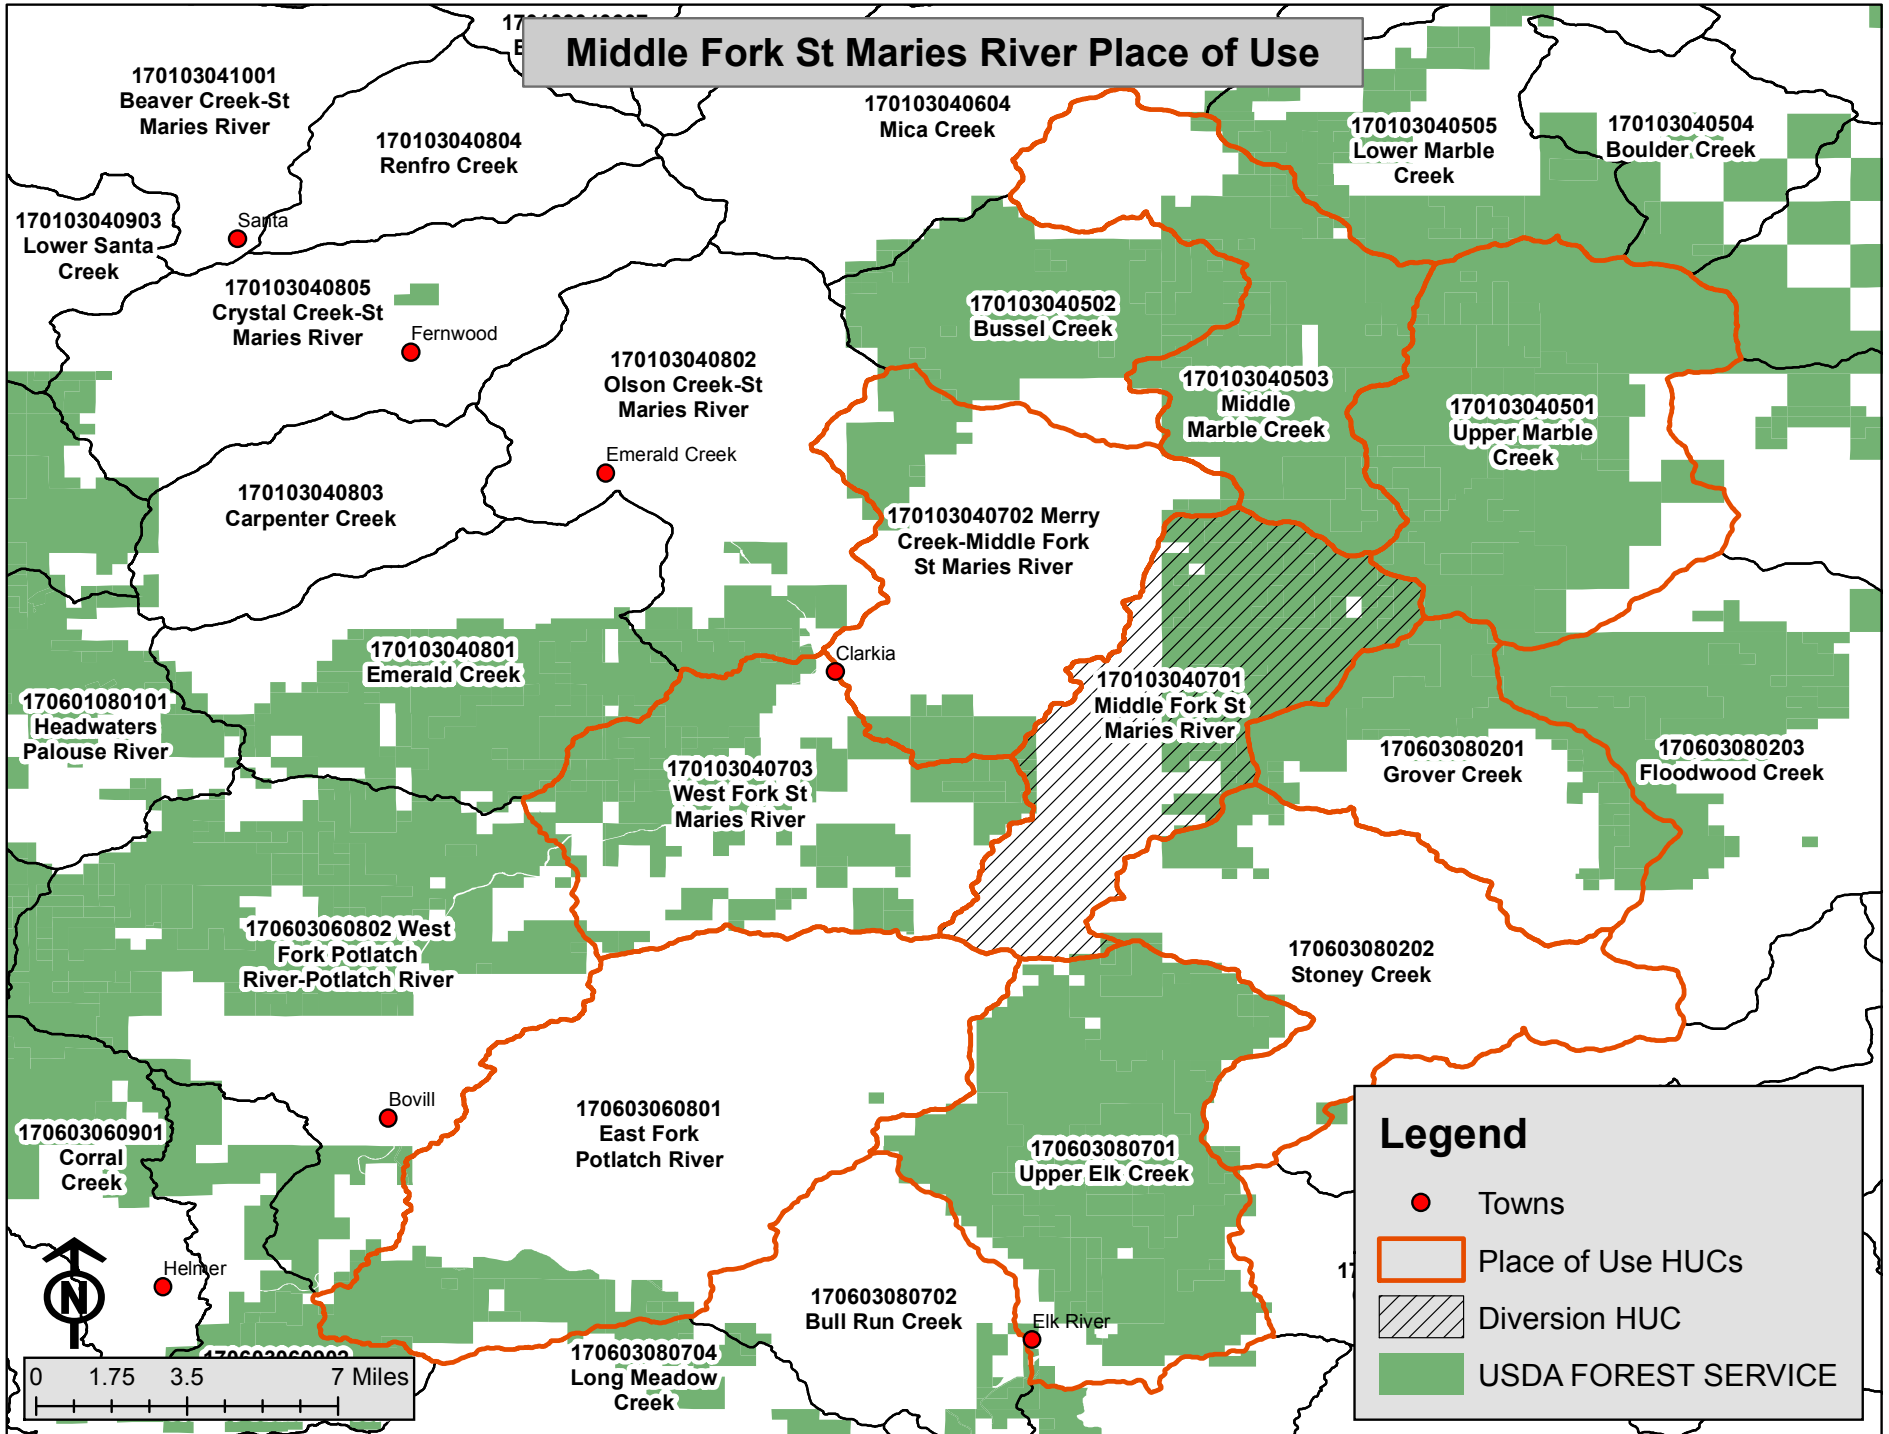 Middle Fork St Maries River Place of Use
170103041001
Beaver Creek-St
Maries River
170103040804
Renfro Creek
170103040604
Mica Creek
170103040505
Lower Marble
Creek
170103040504
Boulder Creek
170103040903
Lower Santa
Creek
Santa
170103040805
Crystal Creek-St
Maries River
Fernwood
170103040502
Bussel Creek
170103040802
Olson Creek-St
Maries River
170103040503
Middle
Marble Creek
170103040501
Upper Marble
Creek
Emerald Creek
170103040803
Carpenter Creek
170103040702 Merry
Creek-Middle Fork
St Maries River
170103040801
Emerald Creek
Clarkia
170103040701
Middle Fork St
Maries River
170601080101
Headwaters
Palouse River
170103040703
West Fork St
Maries River
170603080201
Grover Creek
170603080203
Floodwood Creek
170603060802 West
Fork Potlatch
River-Potlatch River
170603080202
Stoney Creek
Bovill
170603060801
East Fork
Potlatch River
170603060901
Corral
Creek
170603080701
Upper Elk Creek
Helmer
170603080702
Bull Run Creek
Elk River
170603080704
Long Meadow
Creek
17
N
0 1.75 3.5 7 Miles
Legend
Towns
Place of Use HUCs
Diversion HUC
USDA FOREST SERVICE